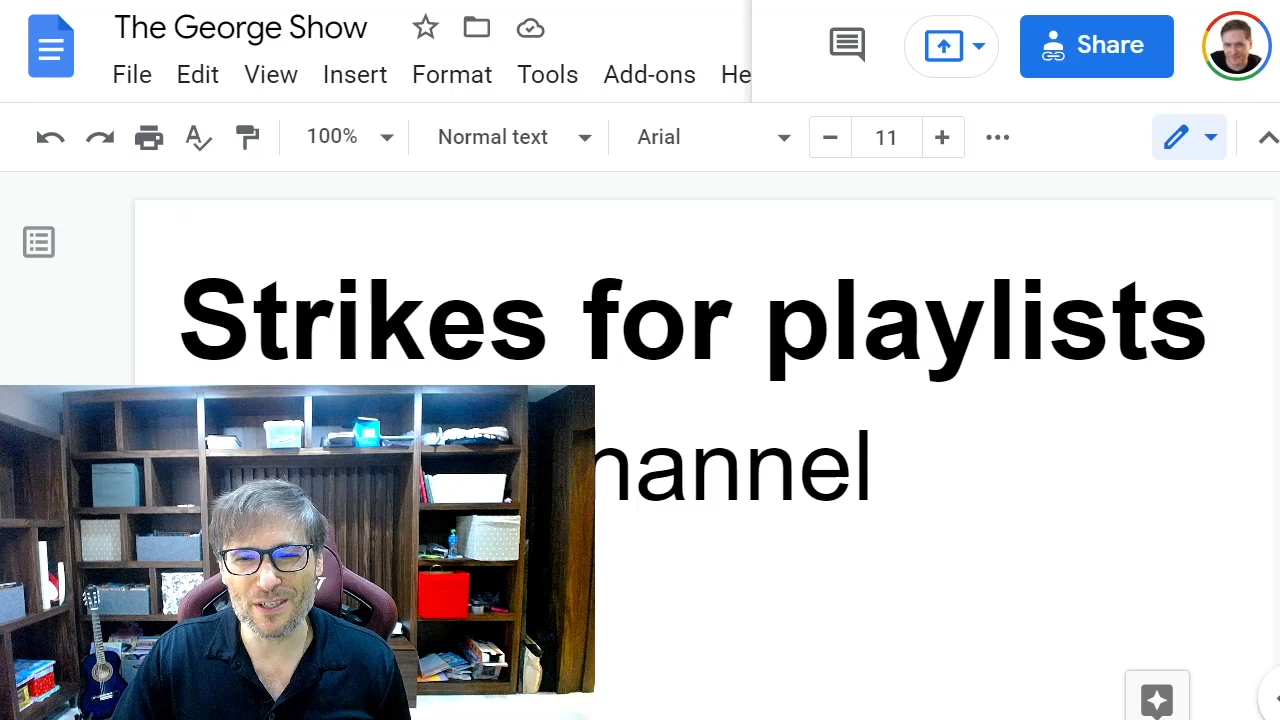 The George Show
File Edit View Insert Format Tools Add-ons He
Share
100% Normal text Arial 11
Strikes for playlists
hannel